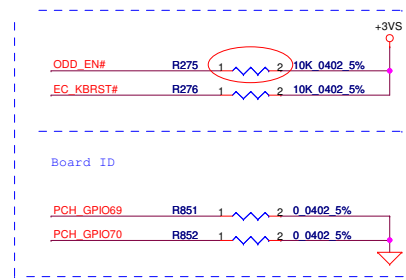 +3VS
ODD_EN# R275 1 2 10K_0402_5%
EC_KBRST# R276 1 2 10K_0402_5%
Board ID
PCH_GPIO69 R851 1 2 0_0402_5%
PCH_GPIO70 R852 1 2 0_0402_5%